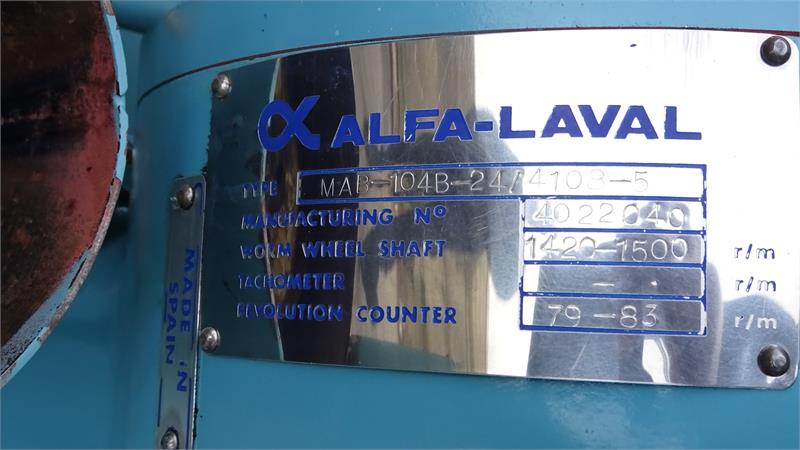 α ALFA-LAVAL
TYPE MAB-104B-24/4108-5
MANUFACTURING Nº 4022040
WORM WHEEL SHAFT 1420-1500 r/m
TACHOMETER - r/m
REVOLUTION COUNTER 79-83 r/m
MADE IN
SPAIN